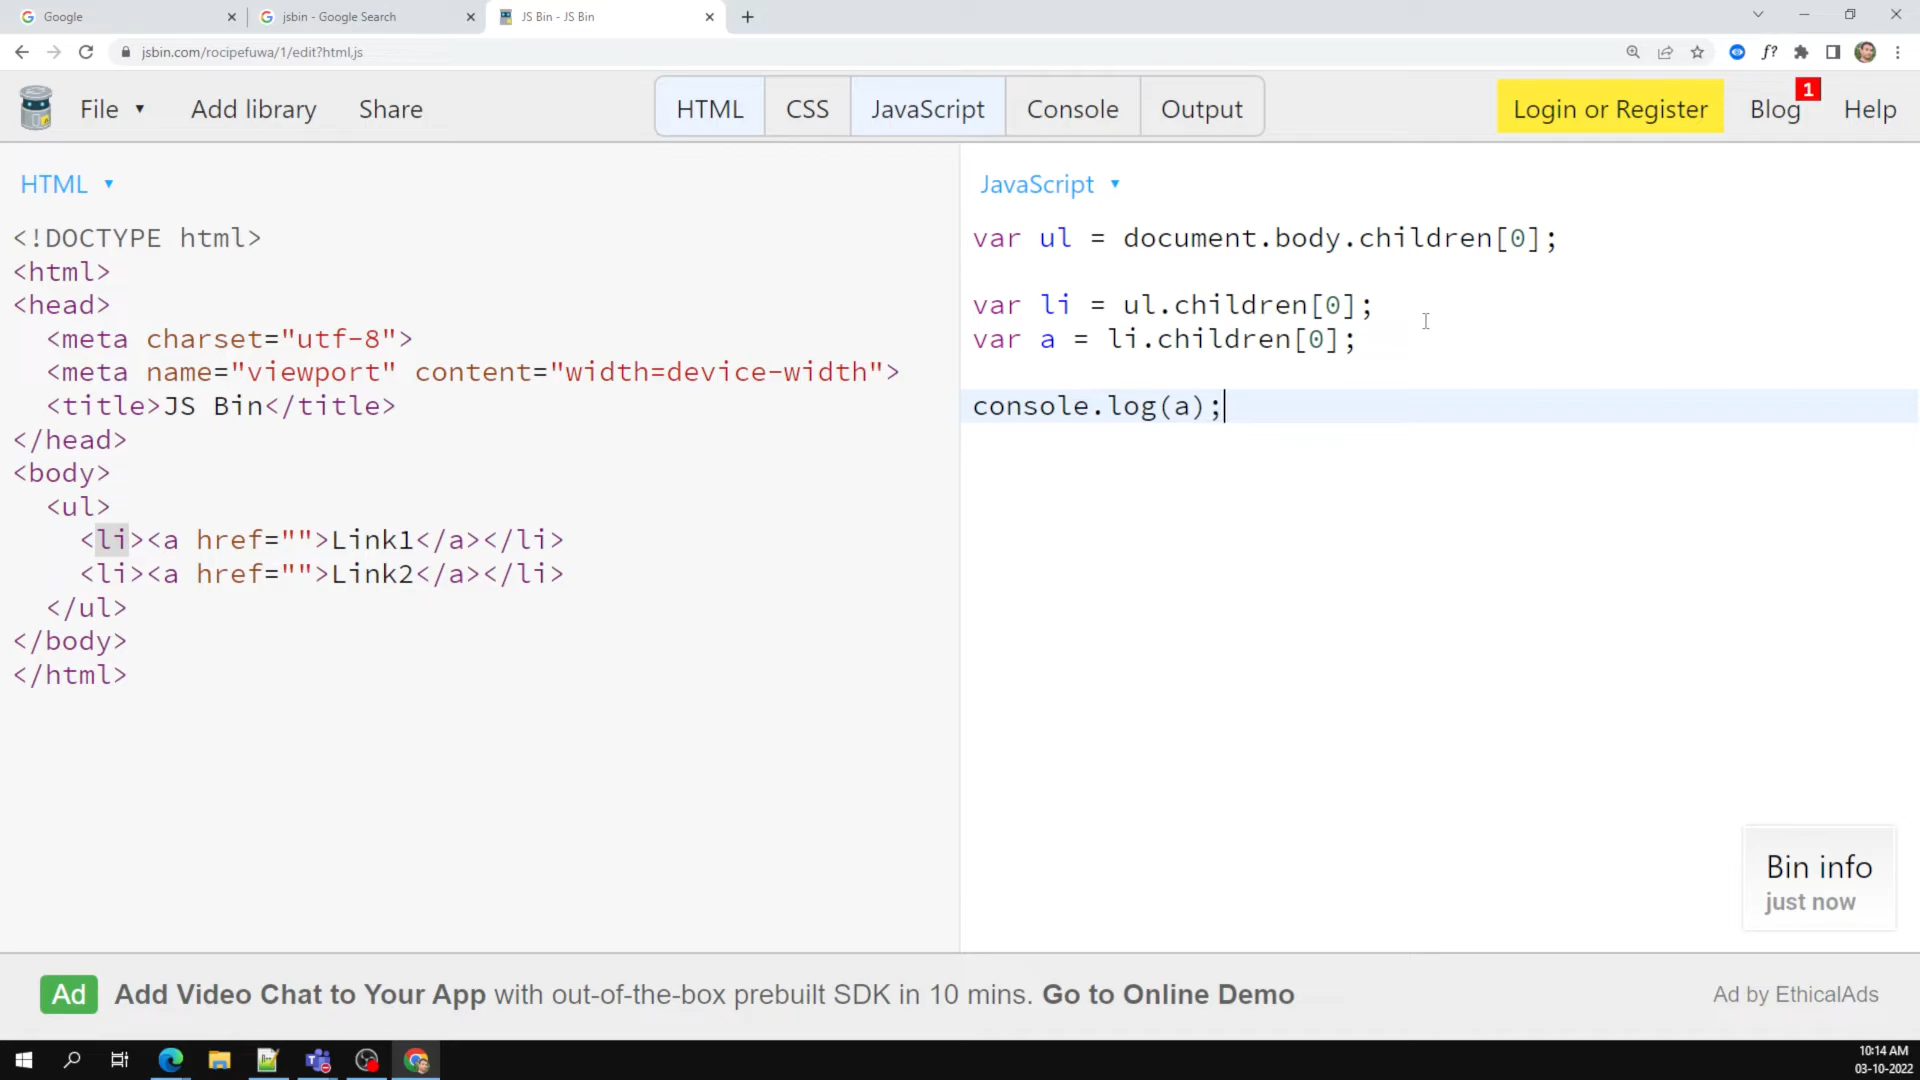 Google
jsbin - Google Search
JS Bin - JS Bin
jsbin.com/rocipefuwa/1/edit?html,js
f?
File
Add library
Share
HTML
CSS
JavaScript
Console
Output
Login or Register
Blog
1
Help
HTML
<!DOCTYPE html>
<html>
<head>
<meta charset="utf-8">
<meta name="viewport" content="width=device-width">
<title>JS Bin</title>
</head>
<body>
<ul>
<li><a href="">Link1</a></li>
<li><a href="">Link2</a></li>
</ul>
</body>
</html>
JavaScript
var ul = document.body.children[0];
var li = ul.children[0];
var a = li.children[0];
console.log(a);
Bin info
just now
Ad Add Video Chat to Your App with out-of-the-box prebuilt SDK in 10 mins. Go to Online Demo
Ad by EthicalAds
10:14 AM
03-10-2022